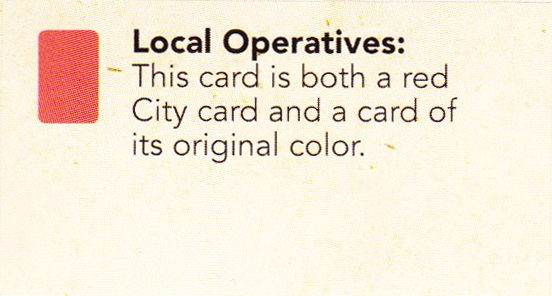 Local Operatives:
This card is both a red
City card and a card of
its original color.